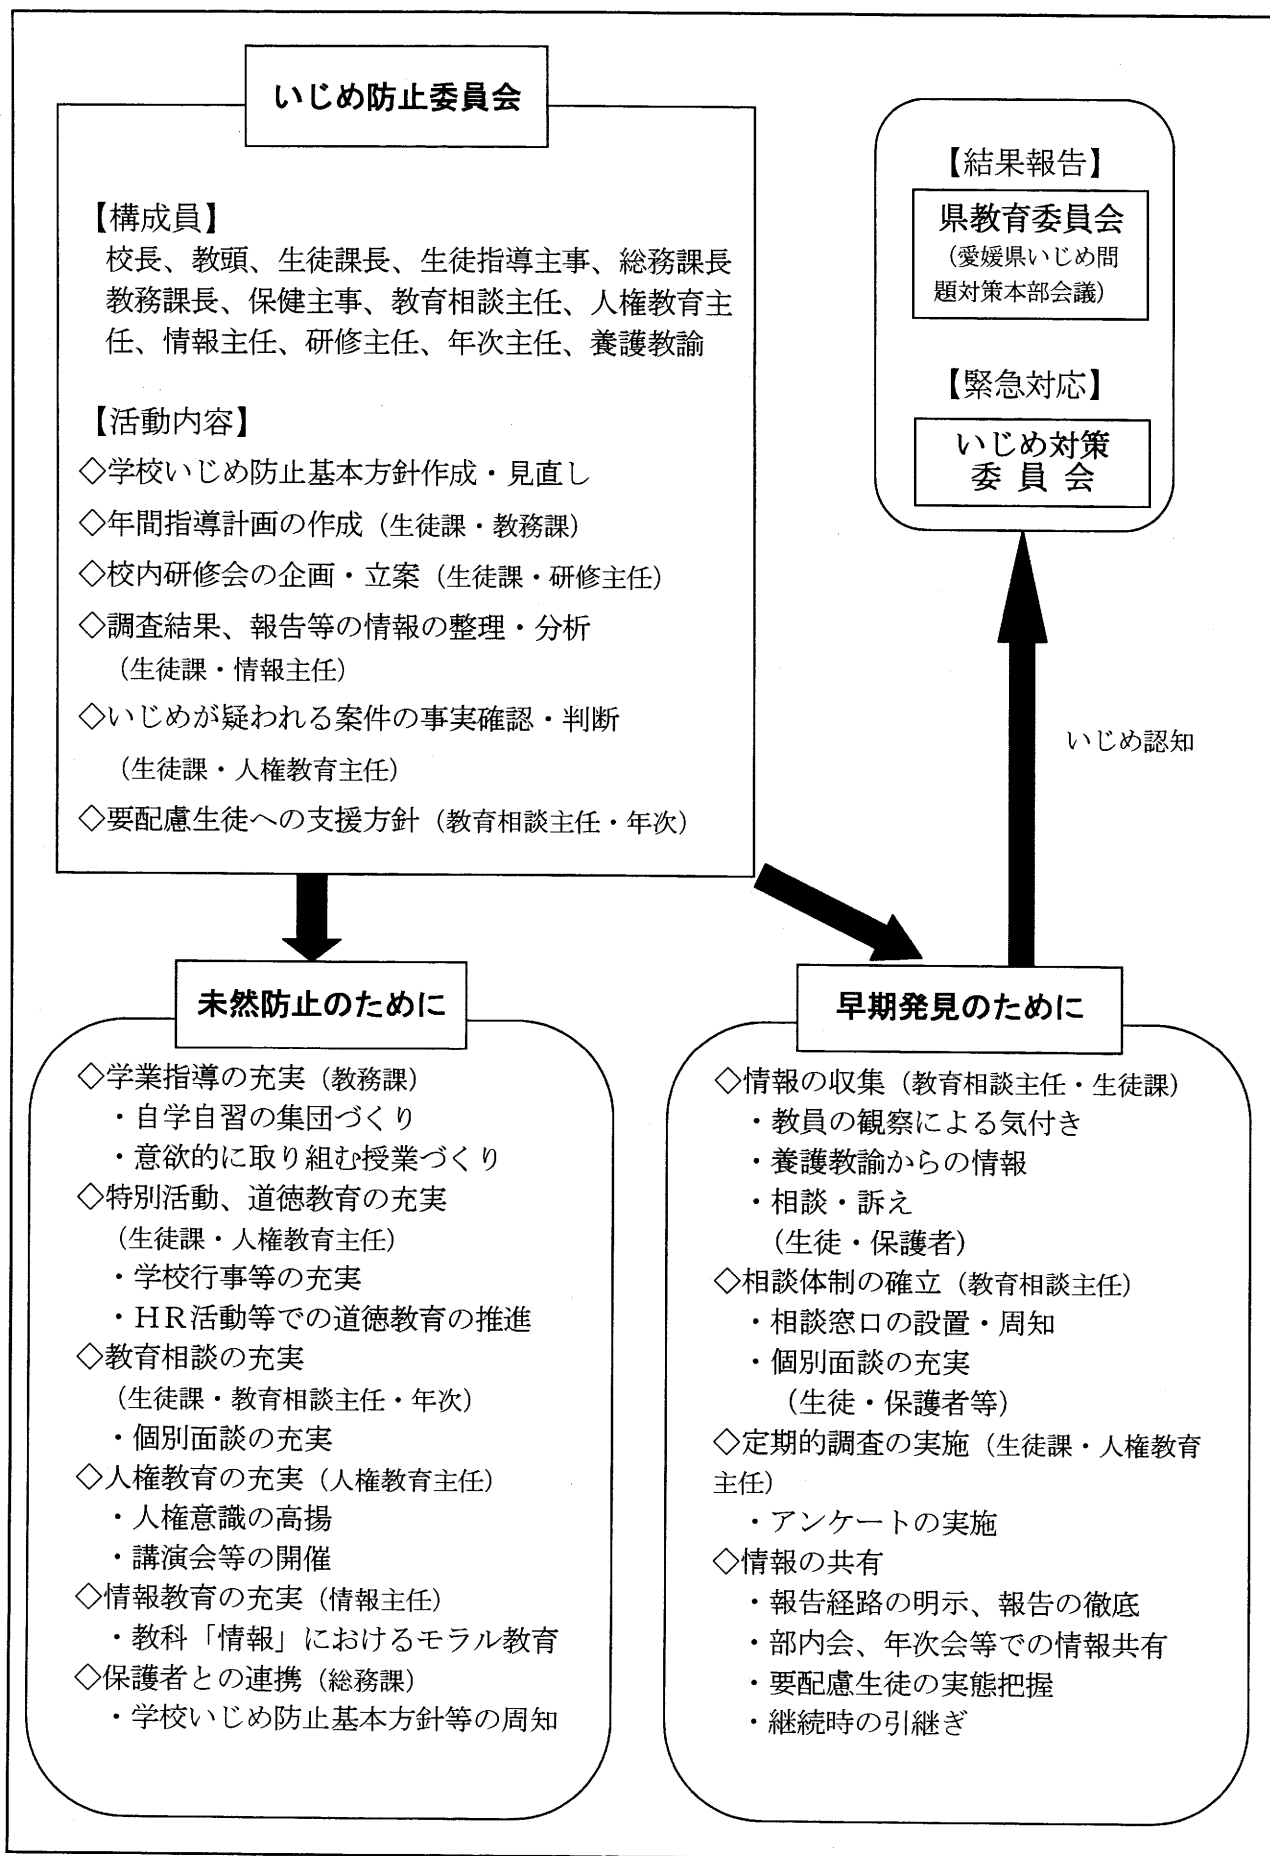 いじめ防止委員会
【構成員】
校長、教頭、生徒課長、生徒指導主事、総務課長
教務課長、保健主事、教育相談主任、人権教育主
任、情報主任、研修主任、年次主任、養護教諭
【活動内容】
◇学校いじめ防止基本方針作成・見直し
◇年間指導計画の作成（生徒課・教務課）
◇校内研修会の企画・立案（生徒課・研修主任）
◇調査結果、報告等の情報の整理・分析
（生徒課・情報主任）
◇いじめが疑われる案件の事実確認・判断
（生徒課・人権教育主任）
◇要配慮生徒への支援方針（教育相談主任・年次）
【結果報告】
県教育委員会
（愛媛県いじめ問
題対策本部会議）
【緊急対応】
いじめ対策
委 員 会
いじめ認知
未然防止のために
◇学業指導の充実（教務課）
・自学自習の集団づくり
・意欲的に取り組む授業づくり
◇特別活動、道徳教育の充実
（生徒課・人権教育主任）
・学校行事等の充実
・ＨＲ活動等での道徳教育の推進
◇教育相談の充実
（生徒課・教育相談主任・年次）
・個別面談の充実
◇人権教育の充実（人権教育主任）
・人権意識の高揚
・講演会等の開催
◇情報教育の充実（情報主任）
・教科「情報」におけるモラル教育
◇保護者との連携（総務課）
・学校いじめ防止基本方針等の周知
早期発見のために
◇情報の収集（教育相談主任・生徒課）
・教員の観察による気付き
・養護教諭からの情報
・相談・訴え
（生徒・保護者）
◇相談体制の確立（教育相談主任）
・相談窓口の設置・周知
・個別面談の充実
（生徒・保護者等）
◇定期的調査の実施（生徒課・人権教育
主任）
・アンケートの実施
◇情報の共有
・報告経路の明示、報告の徹底
・部内会、年次会等での情報共有
・要配慮生徒の実態把握
・継続時の引継ぎ